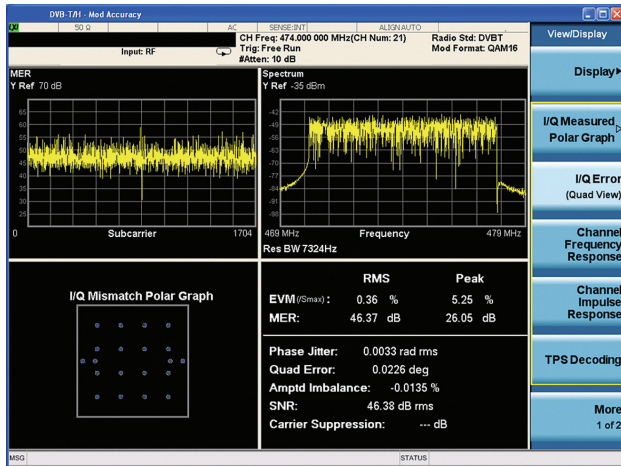 DVB-T/H - Mod Accuracy
50 Ω
AC
SENSE:INT
ALIGNAUTO
CH Freq: 474.000 000 MHz(CH Num: 21)
Radio Std: DVBT
Input: RF
Trig: Free Run
Mod Format: QAM16
#Atten: 10 dB
MER
Y Ref 70 dB
65
60
55
50
45
40
35
30
25
0
Subcarrier
1704
Spectrum
Y Ref -35 dBm
-42
-49
-56
-63
-70
-77
-84
-91
-98
469 MHz
Frequency
479 MHz
Res BW 7324Hz
I/Q Mismatch Polar Graph
RMS Peak
EVM(/Smax) : 0.36 % 5.25 %
MER: 46.37 dB 26.05 dB
Phase Jitter: 0.0033 rad rms
Quad Error: 0.0226 deg
Amptd Imbalance: -0.0135 %
SNR: 46.38 dB rms
Carrier Suppression: --- dB
View/Display
Display
I/Q Measured
Polar Graph
I/Q Error
(Quad View)
Channel
Frequency
Response
Channel
Impulse
Response
TPS Decoding
More
1 of 2
MSG
STATUS